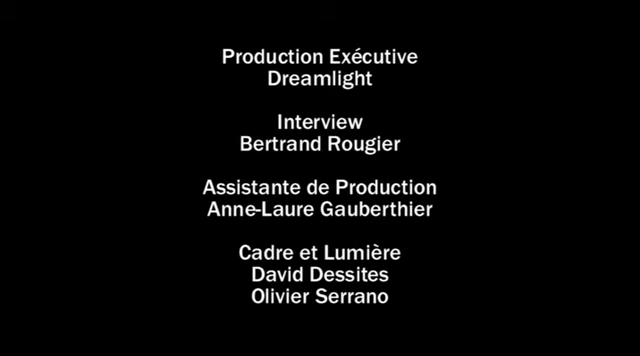 Production Exécutive
Dreamlight
Interview
Bertrand Rougier
Assistante de Production
Anne-Laure Gauberthier
Cadre et Lumière
David Dessites
Olivier Serrano